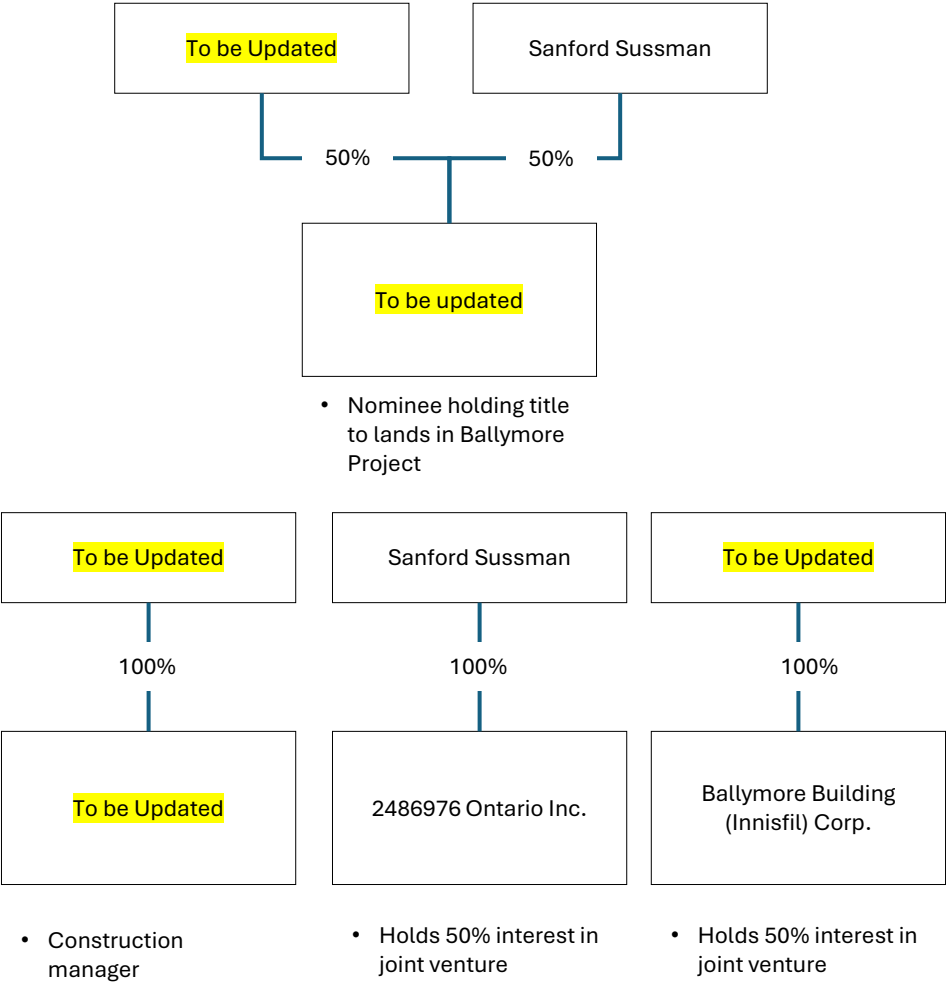 To be Updated
Sanford Sussman
50%
50%
To be updated
• Nominee holding title
to lands in Ballymore
Project
To be Updated
Sanford Sussman
To be Updated
100%
100%
100%
To be Updated
2486976 Ontario Inc.
Ballymore Building
(Innisfil) Corp.
• Construction
manager
• Holds 50% interest in
joint venture
• Holds 50% interest in
joint venture